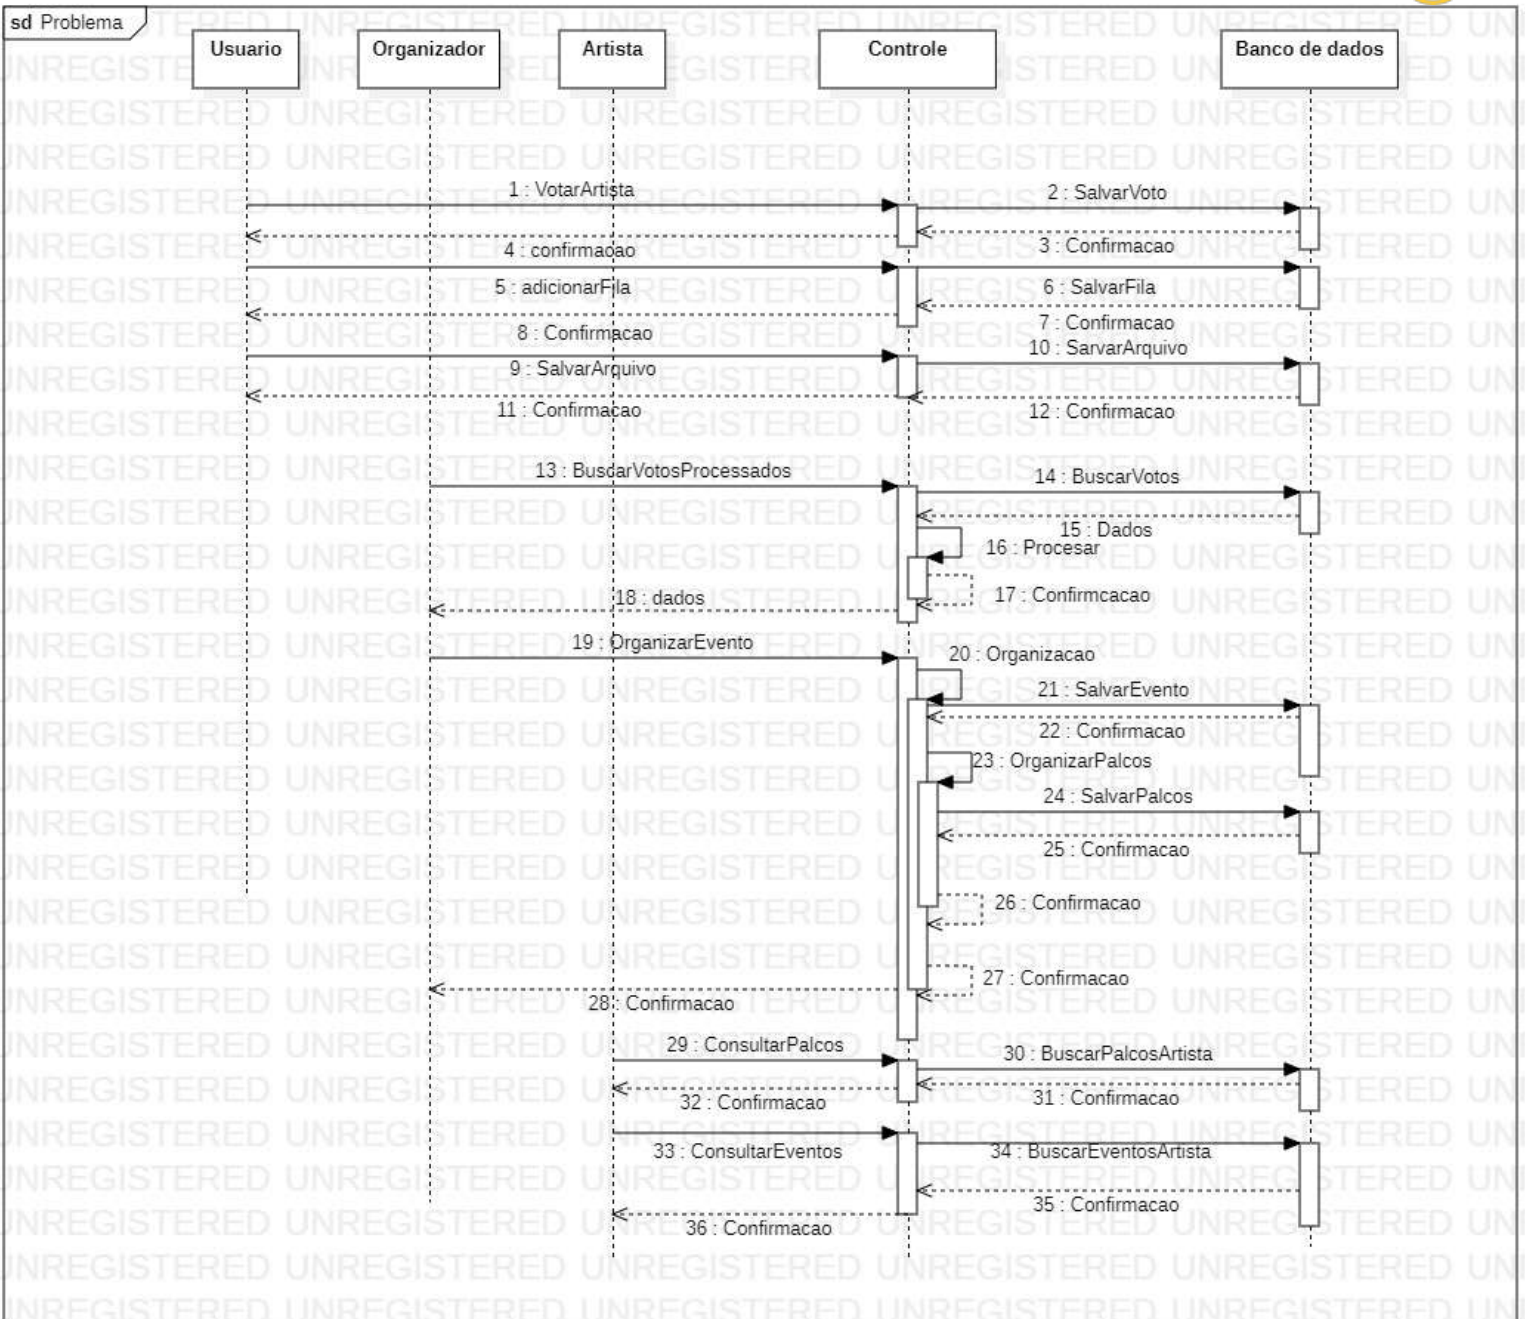 sd Problema
Usuario
Organizador
Artista
Controle
Banco de dados
1 : VotarArtista
2 : SalvarVoto
3 : Confirmacao
4 : confirmacao
5 : adicionarFila
6 : SalvarFila
7 : Confirmacao
8 : Confirmacao
9 : SalvarArquivo
10 : SarvarArquivo
11 : Confirmacao
12 : Confirmacao
13 : BuscarVotosProcessados
14 : BuscarVotos
15 : Dados
16 : Procesar
17 : Confirmcacao
18 : dados
19 : OrganizarEvento
20 : Organizacao
21 : SalvarEvento
22 : Confirmacao
23 : OrganizarPalcos
24 : SalvarPalcos
25 : Confirmacao
26 : Confirmacao
27 : Confirmacao
28 : Confirmacao
29 : ConsultarPalcos
30 : BuscarPalcosArtista
31 : Confirmacao
32 : Confirmacao
33 : ConsultarEventos
34 : BuscarEventosArtista
35 : Confirmacao
36 : Confirmacao
UNREGISTERED